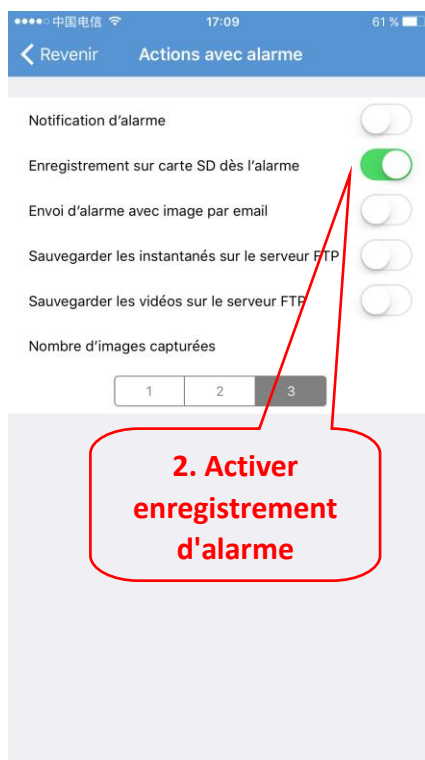 中国电信 17:09 61 %
Revenir Actions avec alarme
Notification d'alarme
Enregistrement sur carte SD dès l'alarme
Envoi d'alarme avec image par email
Sauvegarder les instantanés sur le serveur FTP
Sauvegarder les vidéos sur le serveur FTP
Nombre d'images capturées
1 2 3
2. Activer
enregistrement
d'alarme